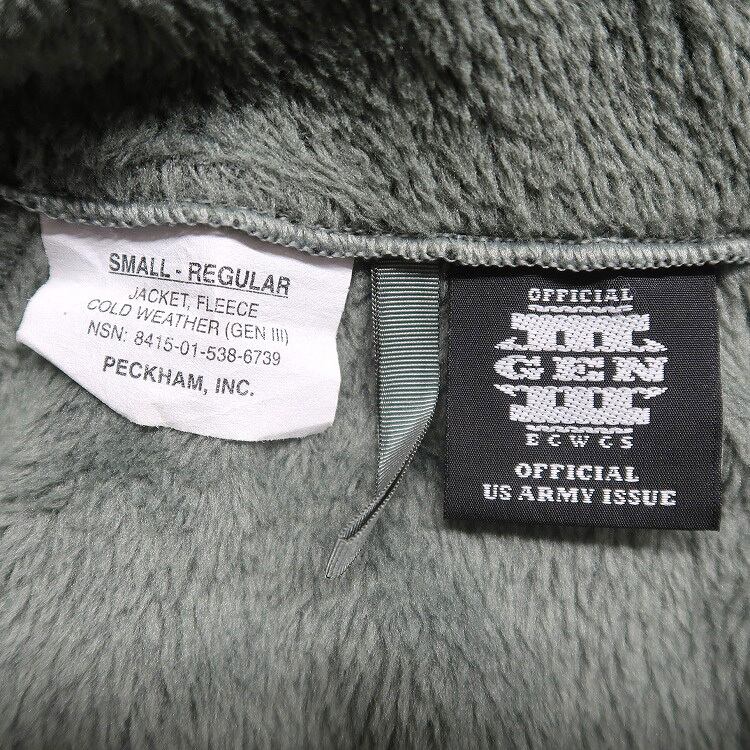 SMALL - REGULAR
JACKET, FLEECE
COLD WEATHER (GEN III)
NSN: 8415-01-538-6739
PECKHAM, INC.
OFFICIAL
III
GEN
III
ECWCS
OFFICIAL
US ARMY ISSUE